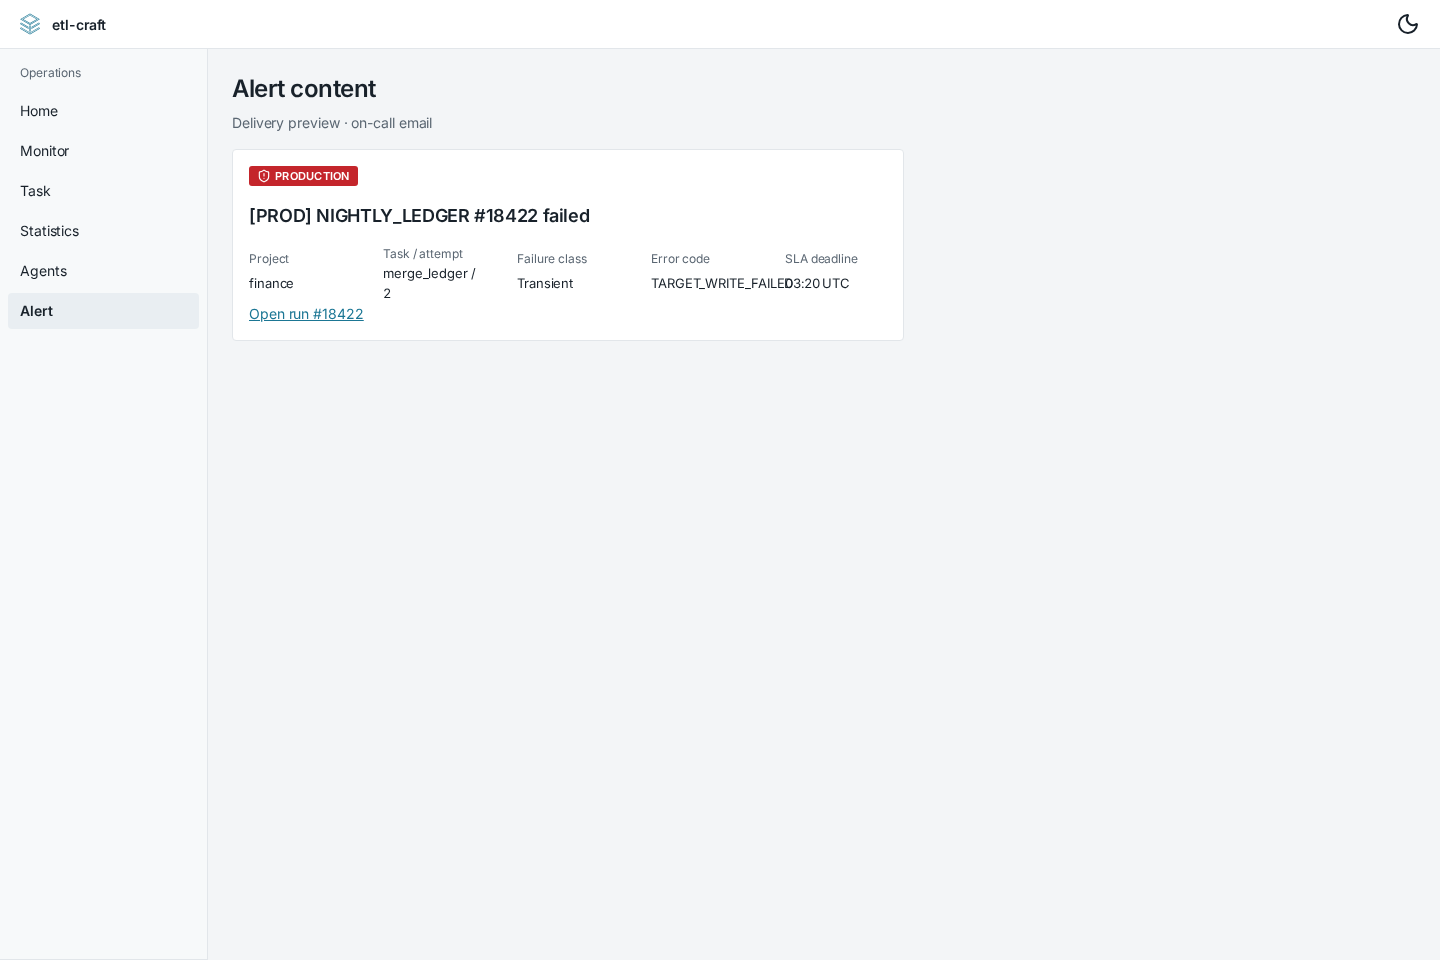 etl-craft
Operations
Home
Monitor
Task
Statistics
Agents
Alert
Alert content
Delivery preview · on-call email
PRODUCTION
[PROD] NIGHTLY_LEDGER #18422 failed
Project
finance
Task / attempt
merge_ledger /
2
Failure class
Transient
Error code
TARGET_WRITE_FAILED
SLA deadline
03:20 UTC
Open run #18422